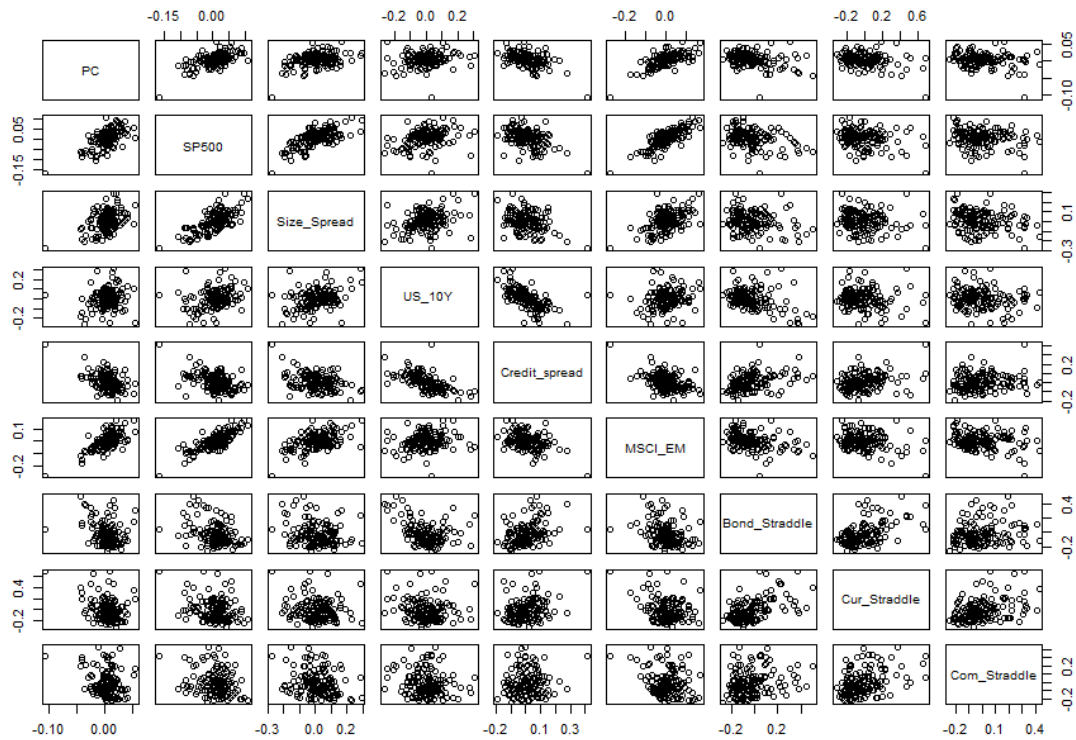 -0.15 0.00 -0.2 0.0 0.2 -0.2 0.0 -0.2 0.2 0.6
PC
-0.10 0.05
SP500
-0.15 0.05
Size_Spread
-0.3 0.1
US_10Y
-0.2 0.2
Credit_spread
-0.2 0.2
MSCI_EM
-0.2 0.1
Bond_Straddle
-0.2 0.4
Cur_Straddle
-0.2 0.4
Com_Straddle
-0.2 0.2
-0.10 0.00 -0.3 0.0 0.2 -0.2 0.1 0.3 -0.2 0.2 -0.2 0.1 0.4